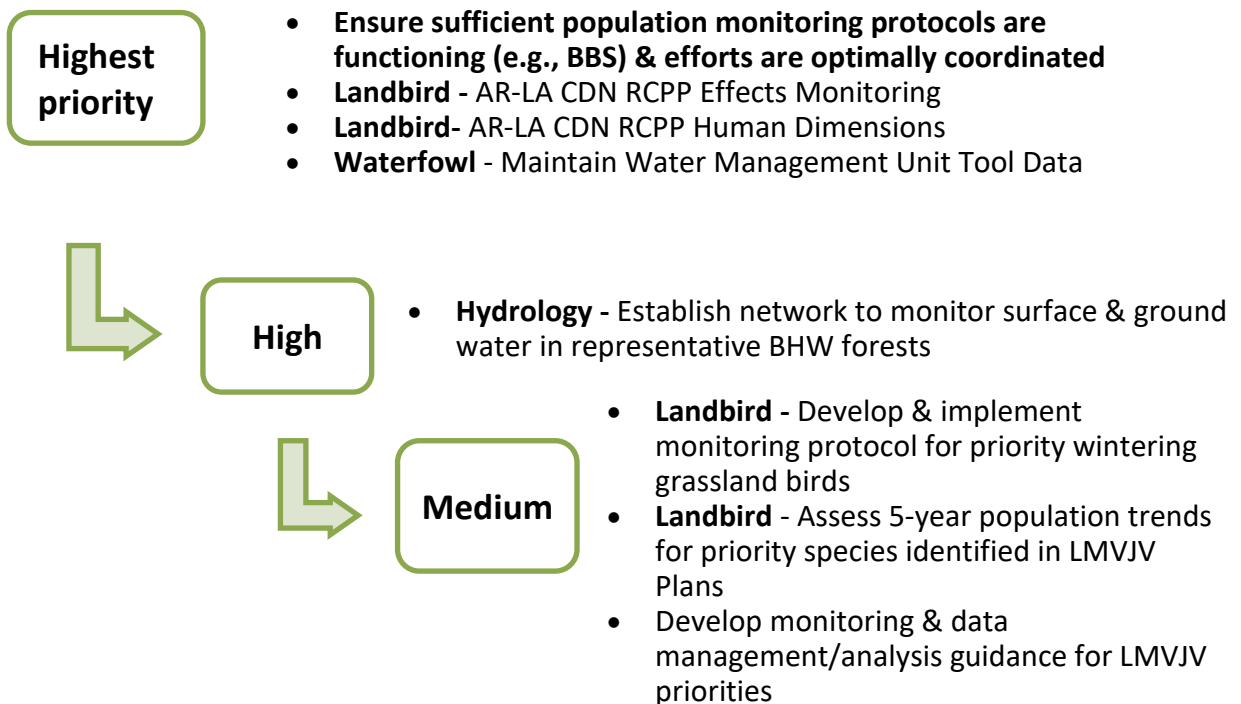 Highest
priority
• Ensure sufficient population monitoring protocols are
functioning (e.g., BBS) & efforts are optimally coordinated
• Landbird - AR-LA CDN RCPP Effects Monitoring
• Landbird- AR-LA CDN RCPP Human Dimensions
• Waterfowl - Maintain Water Management Unit Tool Data
High
• Hydrology - Establish network to monitor surface & ground
water in representative BHW forests
Medium
• Landbird - Develop & implement
monitoring protocol for priority wintering
grassland birds
• Landbird - Assess 5-year population trends
for priority species identified in LMVJV
Plans
• Develop monitoring & data
management/analysis guidance for LMVJV
priorities